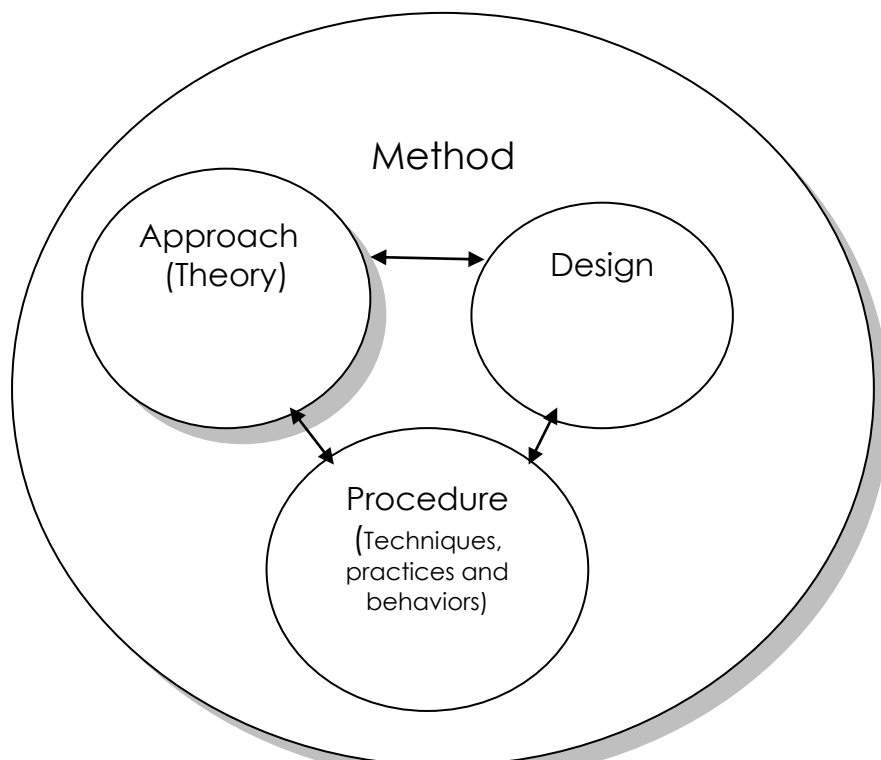 Method
Approach
(Theory)
Design
Procedure
(Techniques,
practices and
behaviors)